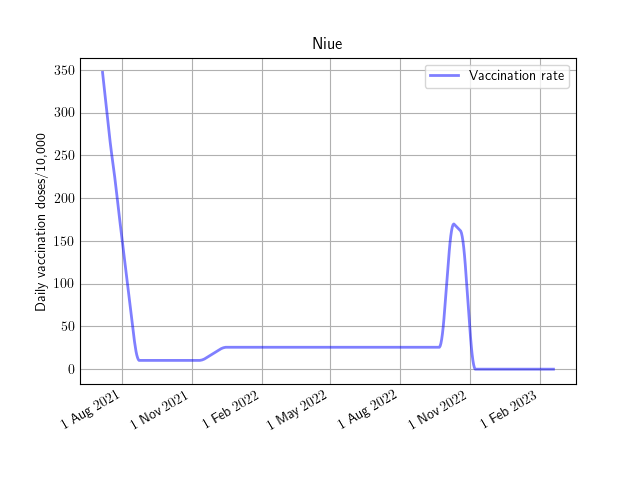 Niue
Vaccination rate
Daily vaccination doses/10,000
350
300
250
200
150
100
50
0
1 Aug 2021
1 Nov 2021
1 Feb 2022
1 May 2022
1 Aug 2022
1 Nov 2022
1 Feb 2023